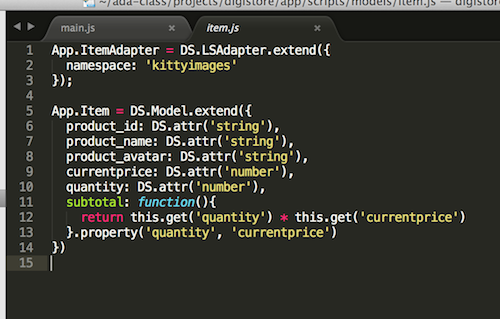 ~/ada-class/projects/digistore/app/scripts/models/item.js — digistor
main.js × item.js ×
1 App.ItemAdapter = DS.LSAdapter.extend({
2 namespace: 'kittyimages'
3 });
4
5 App.Item = DS.Model.extend({
6 product_id: DS.attr('string'),
7 product_name: DS.attr('string'),
8 product_avatar: DS.attr('string'),
9 currentprice: DS.attr('number'),
10 quantity: DS.attr('number'),
11 subtotal: function(){
12 return this.get('quantity') * this.get('currentprice')
13 }.property('quantity', 'currentprice')
14 })
15